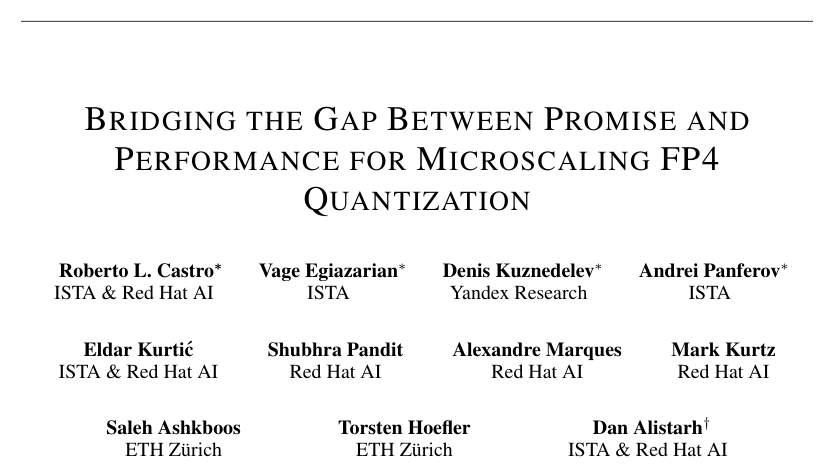 BRIDGING THE GAP BETWEEN PROMISE AND
PERFORMANCE FOR MICROSCALING FP4
QUANTIZATION
Roberto L. Castro* Vage Egiazarian* Denis Kuznedelev* Andrei Panferov*
ISTA & Red Hat AI ISTA Yandex Research ISTA
Eldar Kurtić Shubhra Pandit Alexandre Marques Mark Kurtz
ISTA & Red Hat AI Red Hat AI Red Hat AI Red Hat AI
Saleh Ashkboos Torsten Hoefler Dan Alistarh†
ETH Zürich ETH Zürich ISTA & Red Hat AI